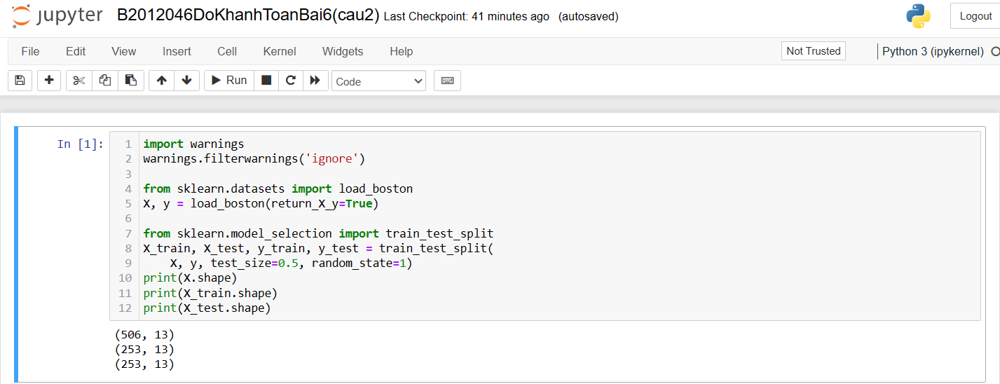 jupyter B2012046DoKhanhToanBai6(cau2) Last Checkpoint: 41 minutes ago (autosaved) Logout
File Edit View Insert Cell Kernel Widgets Help Not Trusted Python 3 (ipykernel)
Run Code
In [1]:
1 import warnings
2 warnings.filterwarnings('ignore')
3
4 from sklearn.datasets import load_boston
5 X, y = load_boston(return_X_y=True)
6
7 from sklearn.model_selection import train_test_split
8 X_train, X_test, y_train, y_test = train_test_split(
9     X, y, test_size=0.5, random_state=1)
10 print(X.shape)
11 print(X_train.shape)
12 print(X_test.shape)
(506, 13)
(253, 13)
(253, 13)